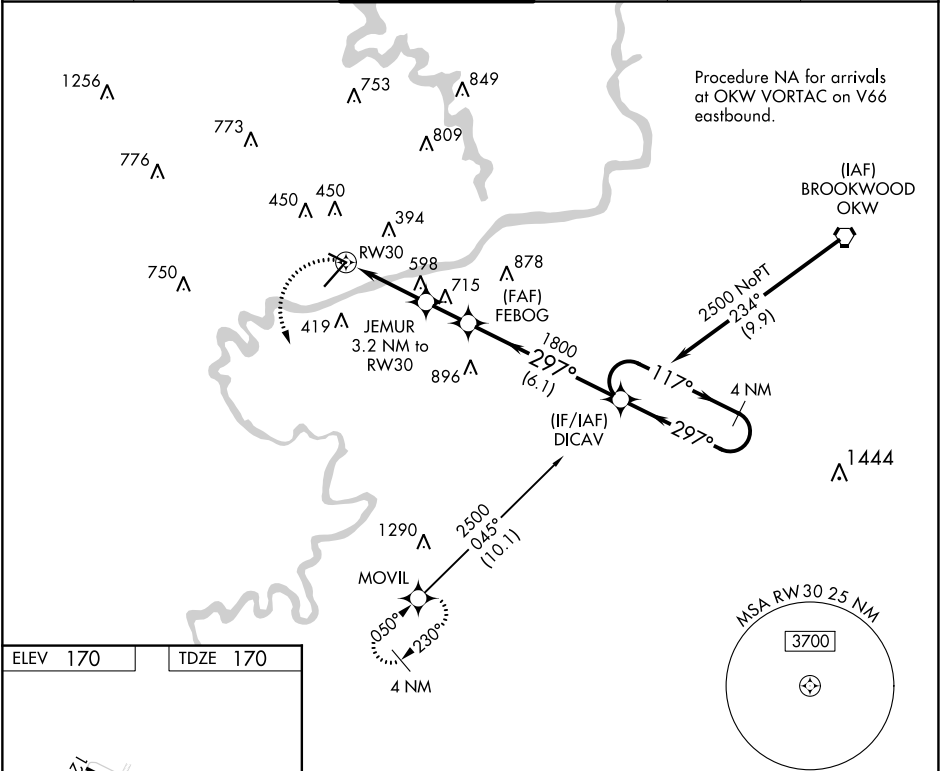 1256
753
849
Procedure NA for arrivals
at OKW VORTAC on V66
eastbound.
773
809
776
(IAF)
BROOKWOOD
OKW
450
450
394
RW30
598
878
750
715
(FAF)
FEBOG
2500 NoPT
234°
(9.9)
419
JEMUR
3.2 NM to
RW30
896
1800
297°
(6.1)
117°
4 NM
(IF/IAF)
DICAV
297°
1444
1290
2500
045°
(10.1)
MOVIL
050°
230°
4 NM
MSA RW30 25 NM
3700
ELEV 170
TDZE 170